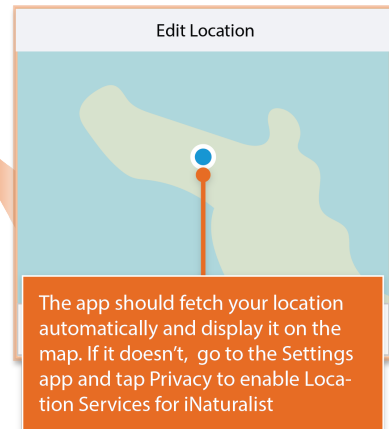 Edit Location
The app should fetch your location
automatically and display it on the
map. If it doesn't,  go to the Settings
app and tap Privacy to enable Loca-
tion Services for iNaturalist